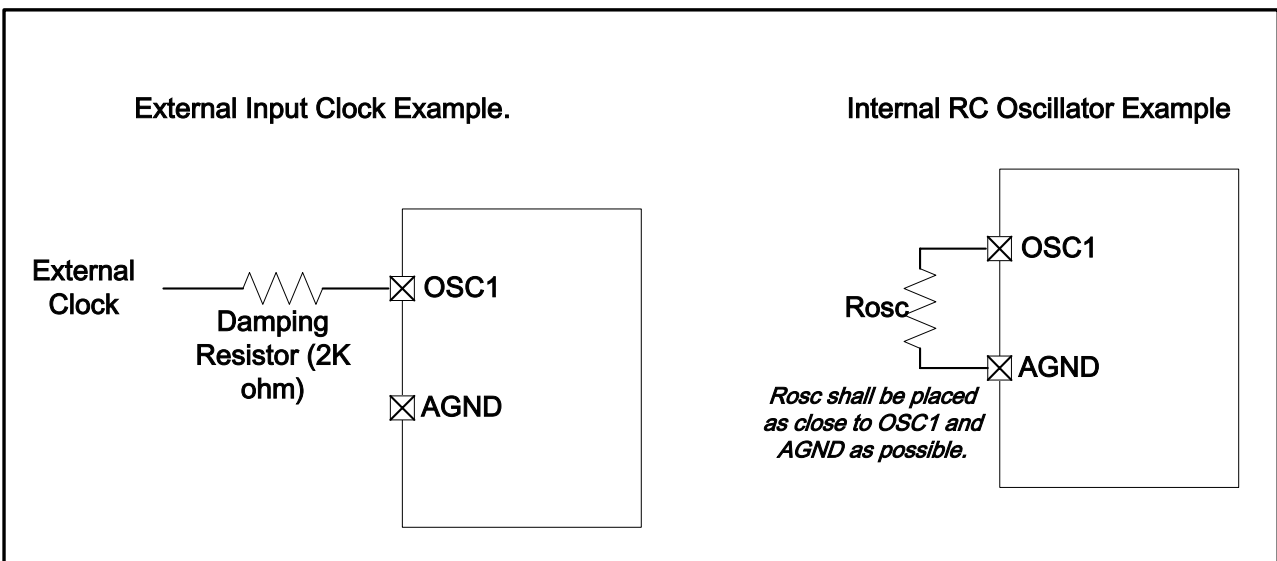 External Input Clock Example.
External
Clock
Damping
Resistor (2K
ohm)
OSC1
AGND
Internal RC Oscillator Example
OSC1
Rosc
AGND
Rosc shall be placed
as close to OSC1 and
AGND as possible.